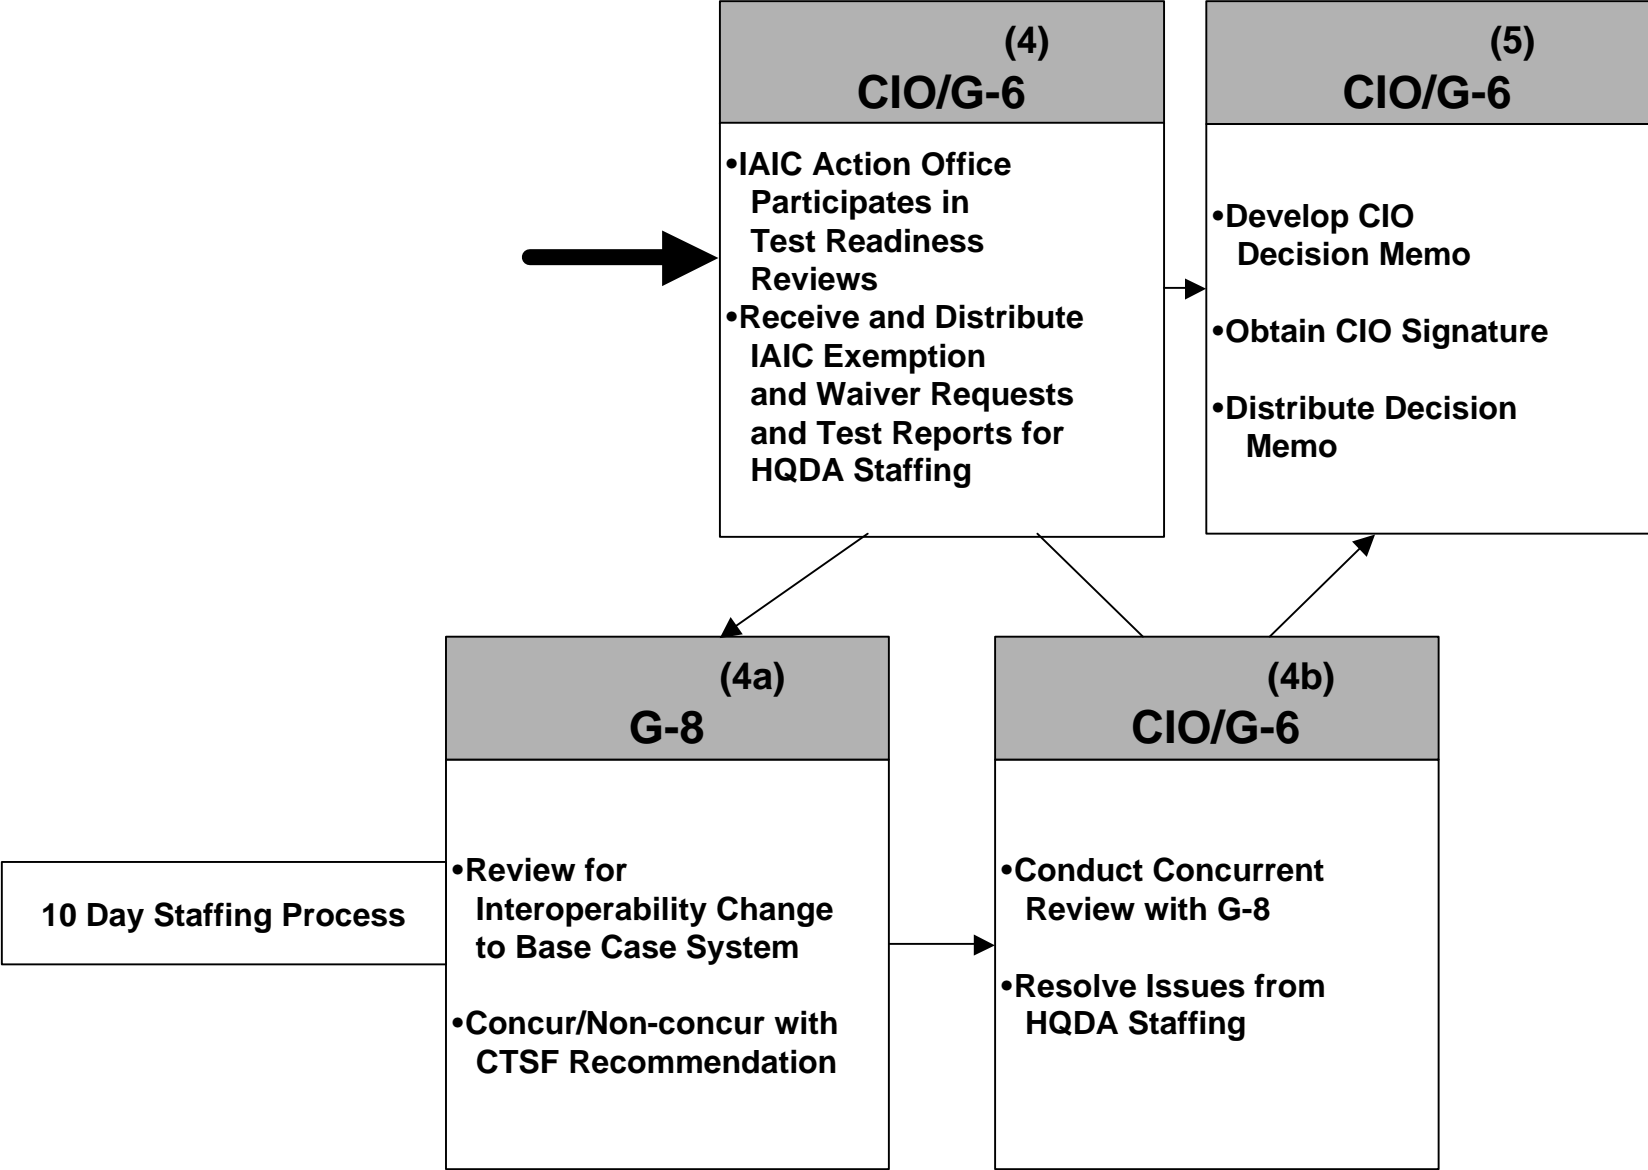 (4)
CIO/G-6
•IAIC Action Office
Participates in
Test Readiness
Reviews
•Receive and Distribute
IAIC Exemption
and Waiver Requests
and Test Reports for
HQDA Staffing
(5)
CIO/G-6
•Develop CIO
Decision Memo
•Obtain CIO Signature
•Distribute Decision
Memo
10 Day Staffing Process
(4a)
G-8
•Review for
Interoperability Change
to Base Case System
•Concur/Non-concur with
CTSF Recommendation
(4b)
CIO/G-6
•Conduct Concurrent
Review with G-8
•Resolve Issues from
HQDA Staffing